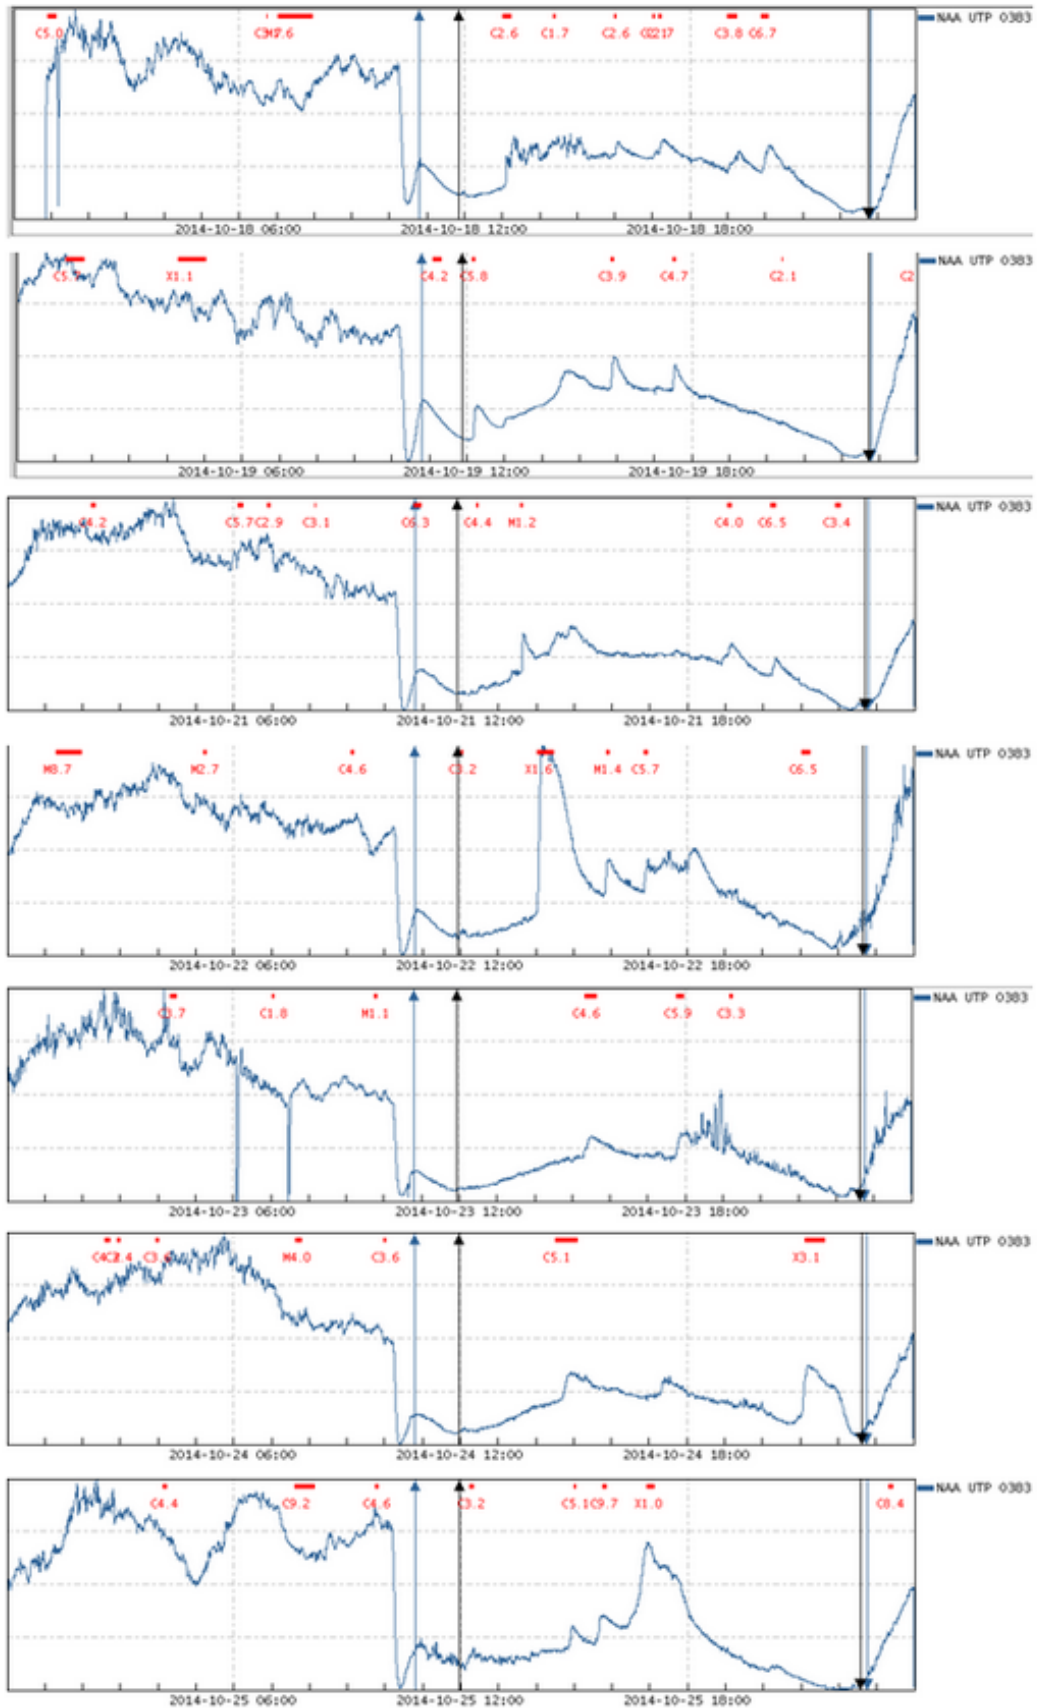 NAA UTP 0383
C5.0 C2.6 C1.7 C2.6 C3.8 C6.7
2014-10-18 06:00 2014-10-18 12:00 2014-10-18 18:00
NAA UTP 0383
X1.1 C4.2 C5.8 C3.9 C4.7 C2.1 C2
2014-10-19 06:00 2014-10-19 12:00 2014-10-19 18:00
NAA UTP 0383
C4.2 C5.7 C2.9 C3.1 C6.3 C4.4 M1.2 C4.0 C6.5 C3.4
2014-10-21 06:00 2014-10-21 12:00 2014-10-21 18:00
NAA UTP 0383
M8.7 M2.7 C4.6 C3.2 X1.6 M1.4 C5.7 C6.5
2014-10-22 06:00 2014-10-22 12:00 2014-10-22 18:00
NAA UTP 0383
C1.8 M1.1 C4.6 C5.9 C3.3
2014-10-23 06:00 2014-10-23 12:00 2014-10-23 18:00
NAA UTP 0383
M4.0 C3.6 C5.1 X3.1
2014-10-24 06:00 2014-10-24 12:00 2014-10-24 18:00
NAA UTP 0383
C4.4 C9.2 C4.6 C3.2 C5.1 C9.7 X1.0 C8.4
2014-10-25 06:00 2014-10-25 12:00 2014-10-25 18:00